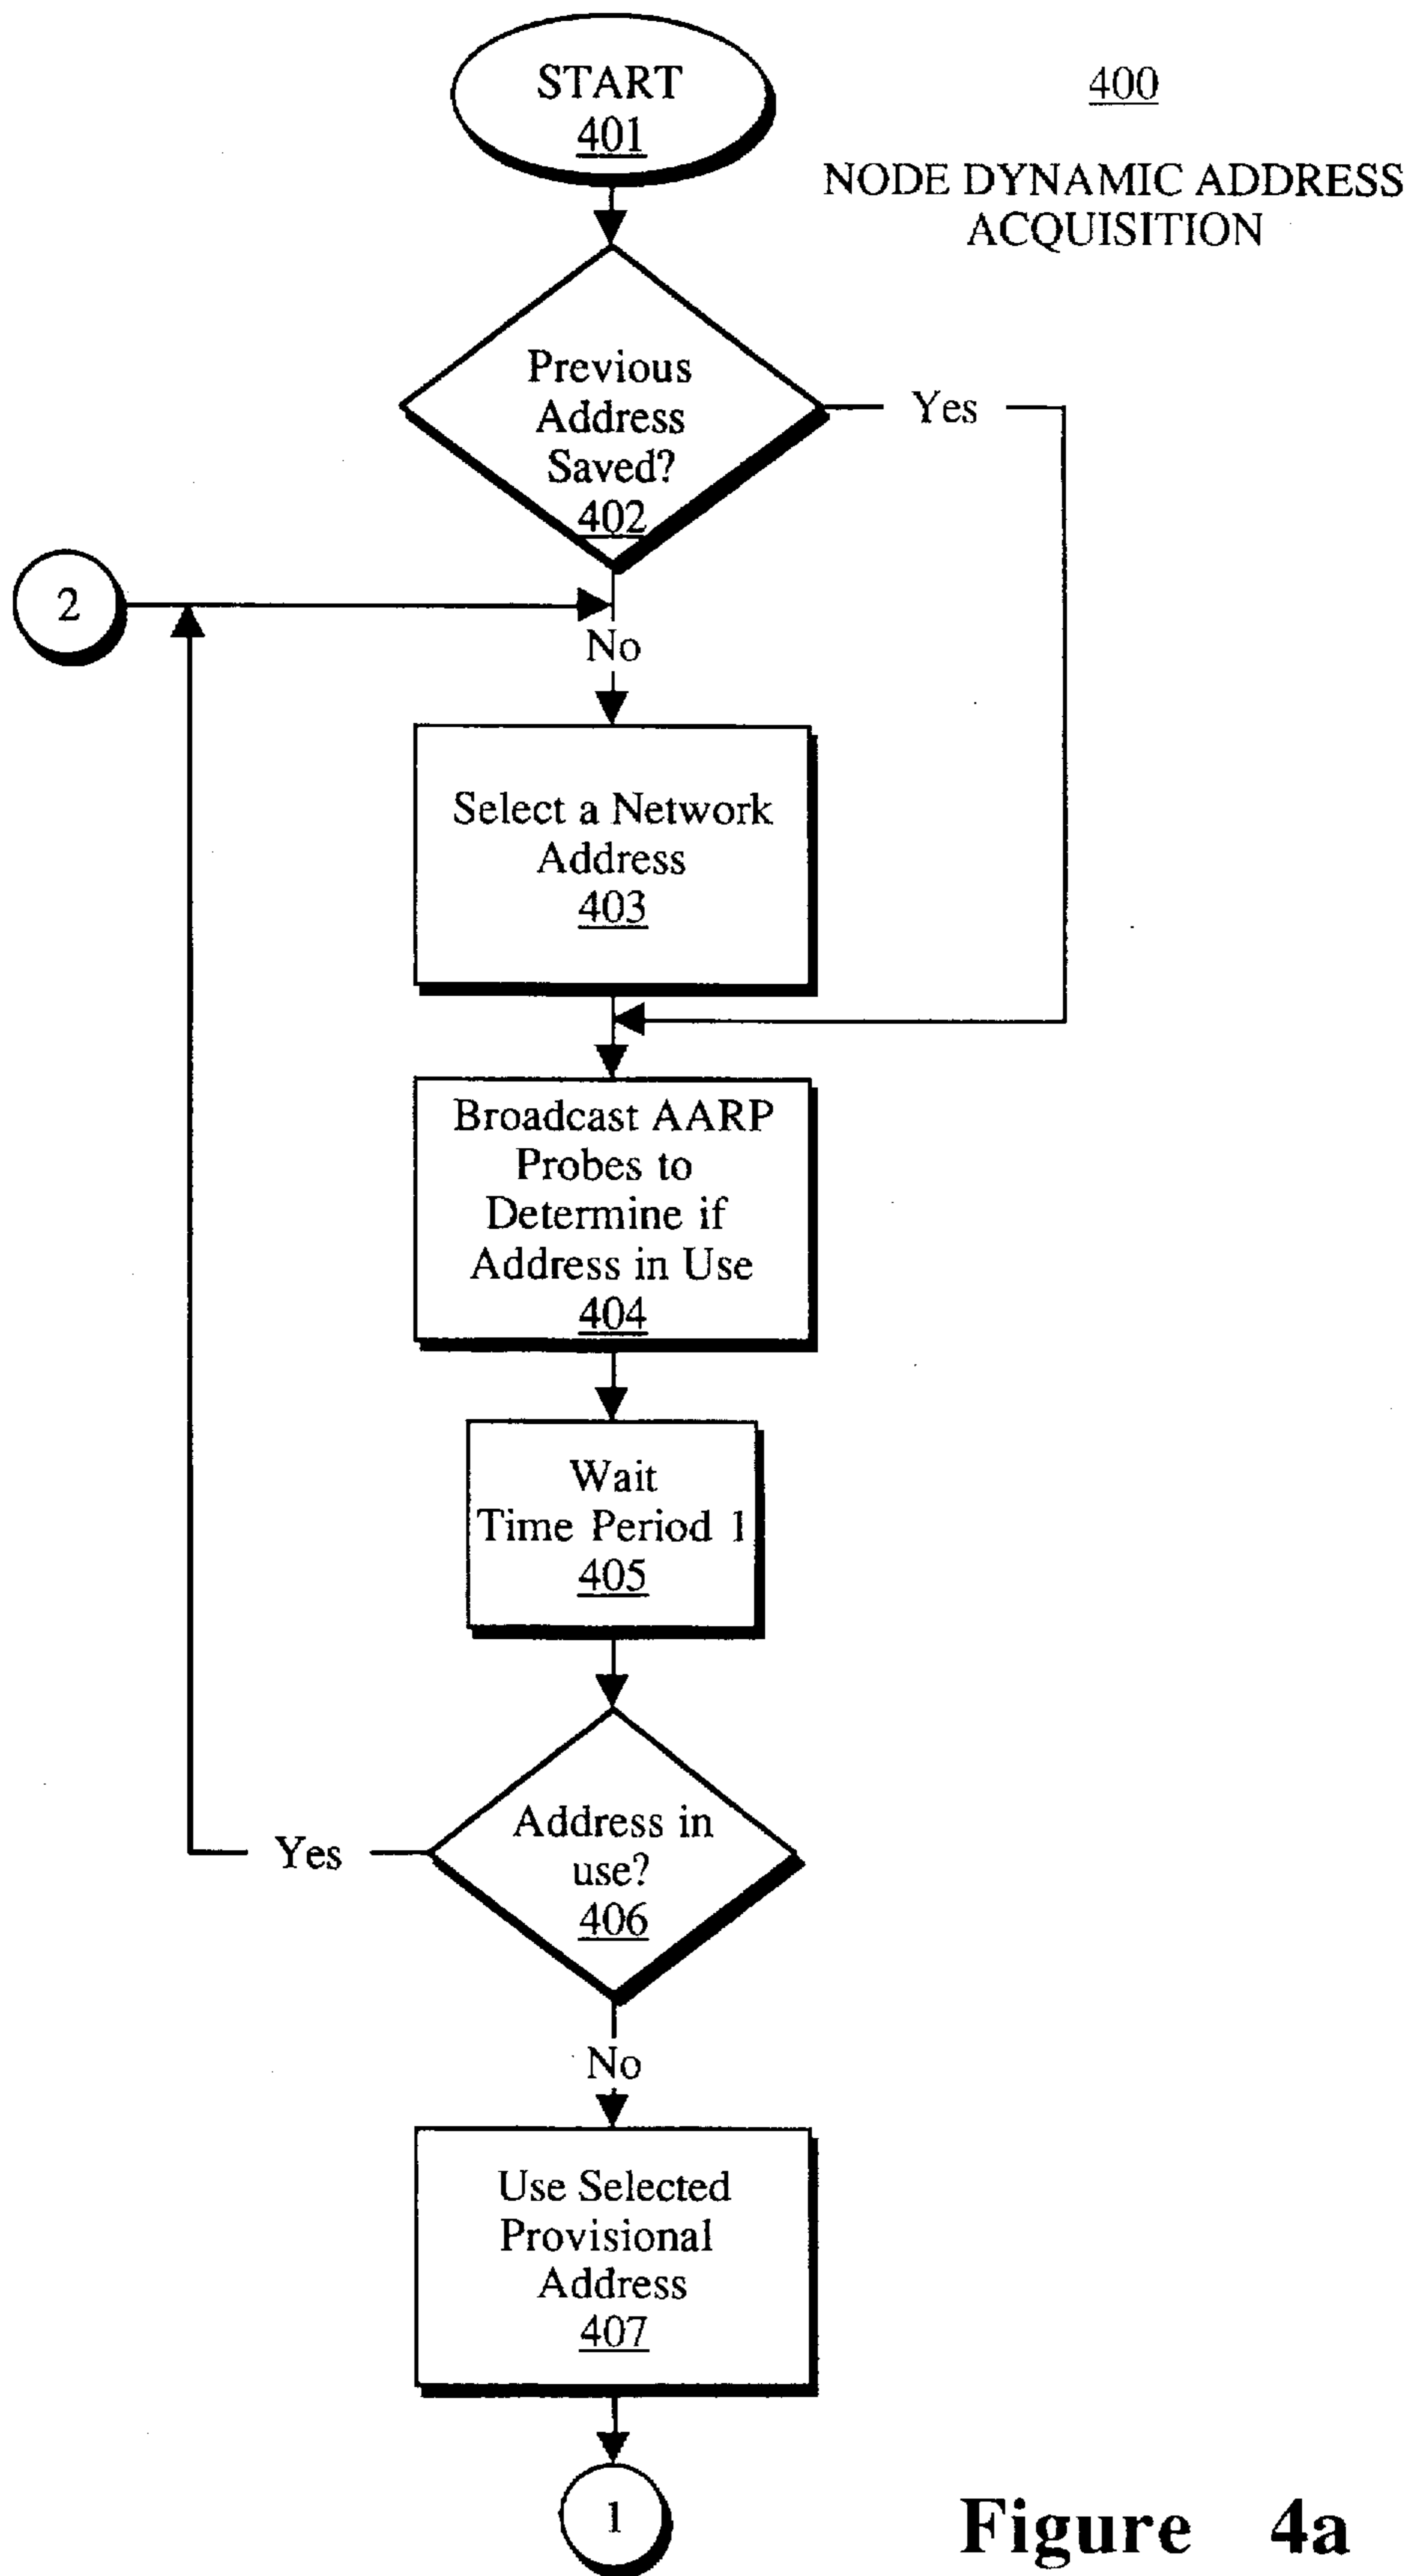 START
401
400
NODE DYNAMIC ADDRESS
ACQUISITION
Previous
Address
Saved?
402
Yes
2
No
Select a Network
Address
403
Broadcast AARP
Probes to
Determine if
Address in Use
404
Wait
Time Period 1
405
Address in
use?
406
Yes
No
Use Selected
Provisional
Address
407
1
Figure 4a